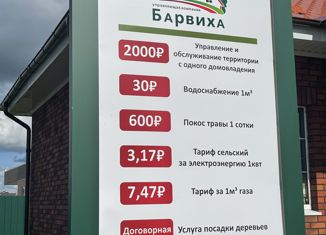 управляющая компания
БАРВИХА
2000₽
Управление и
обслуживание территории
с одного домовладения
30₽
Водоснабжение 1м³
600₽
Покос травы 1 сотки
3,17₽
Тариф сельский
за электроэнергию 1квт
7,47₽
Тариф за 1м³ газа
Договорная
Услуга посадки деревьев